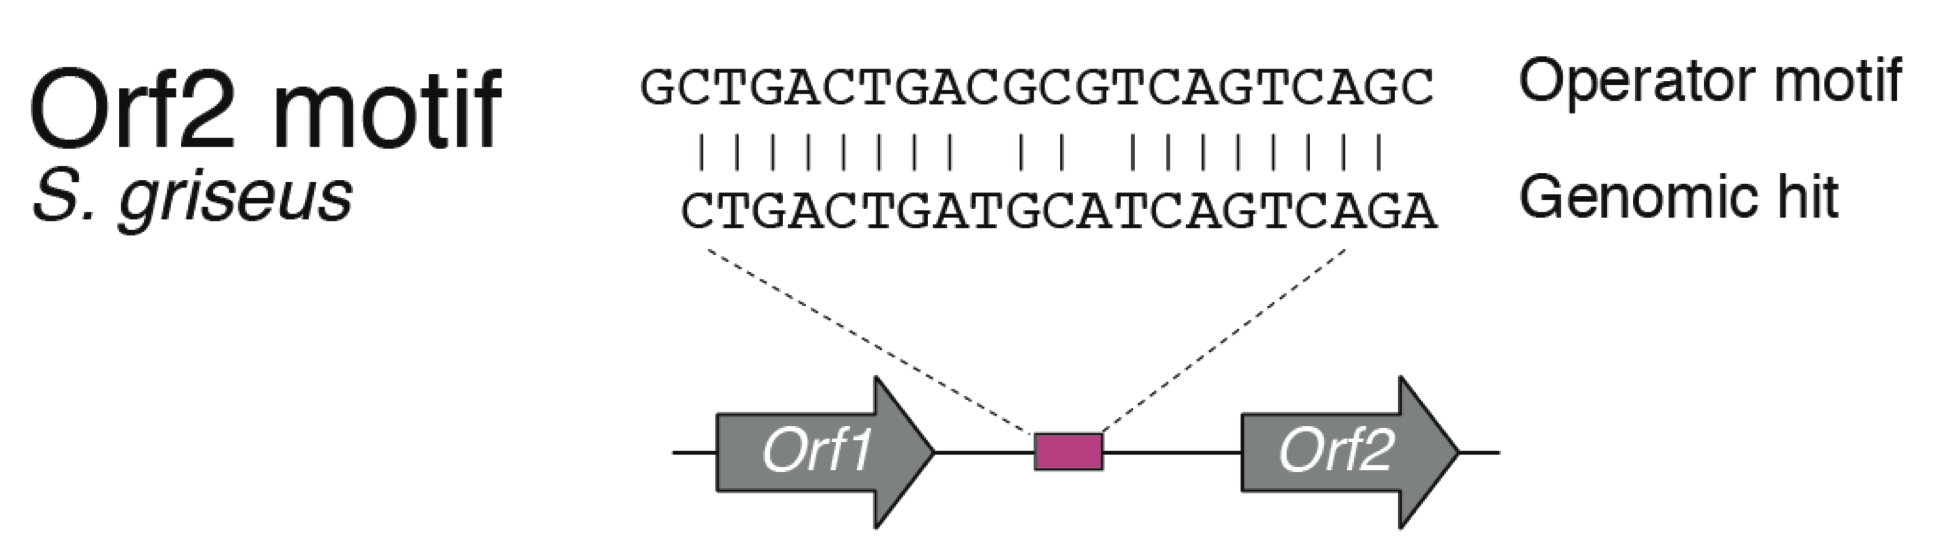 Orf2 motif
S. griseus
GCTGACTGACGCGTCAGTCAGC
Operator motif
CTGACTGATGCATCAGTCAGA
Genomic hit
Orf1
Orf2